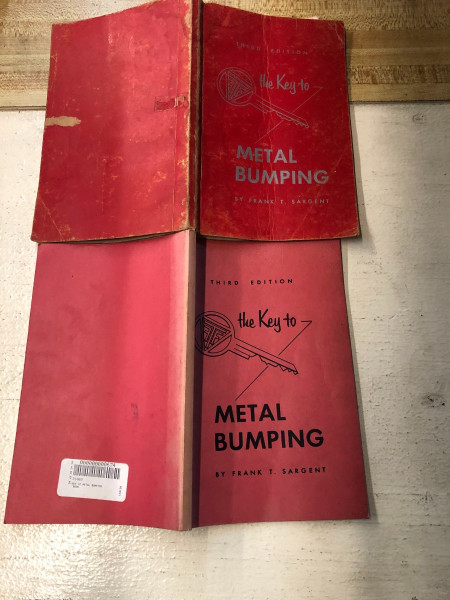 THIRD EDITION
the Key to
METAL
BUMPING
BY FRANK T. SARGENT
THIRD EDITION
the Key to
METAL
BUMPING
BY FRANK T. SARGENT